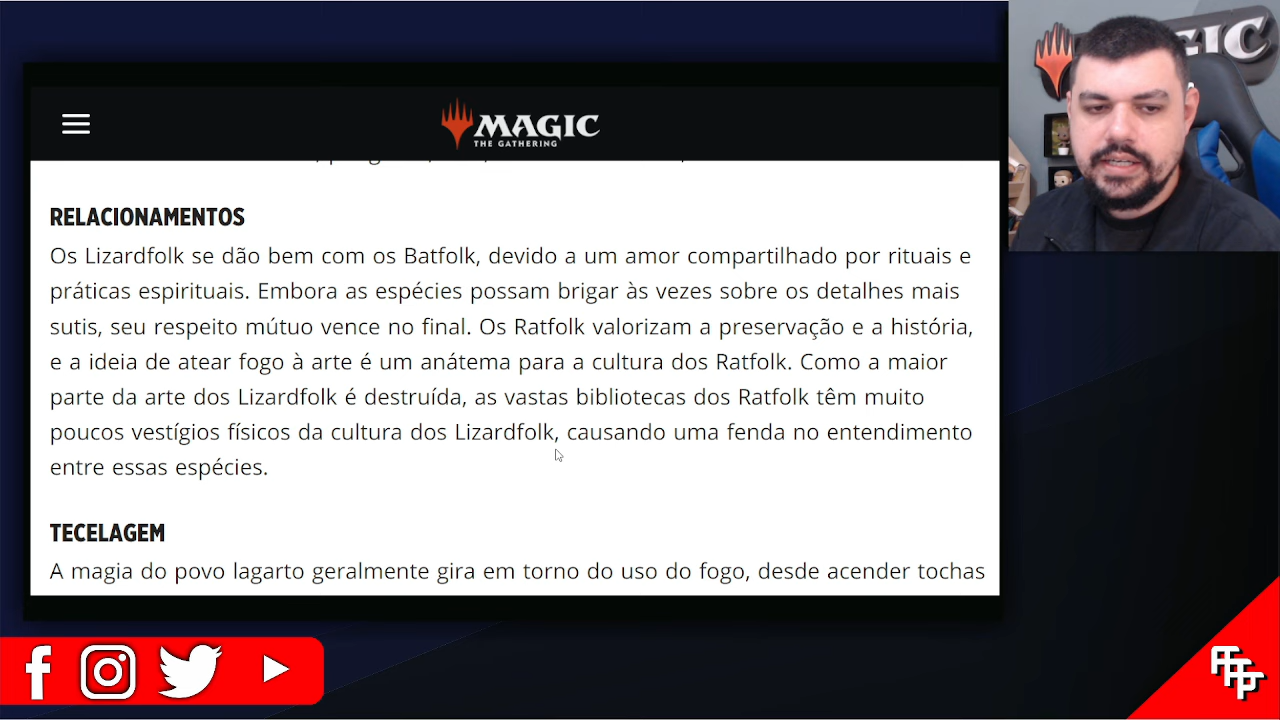 MAGIC
THE GATHERING
RELACIONAMENTOS
Os Lizardfolk se dão bem com os Batfolk, devido a um amor compartilhado por rituais e
práticas espirituais. Embora as espécies possam brigar às vezes sobre os detalhes mais
sutis, seu respeito mútuo vence no final. Os Ratfolk valorizam a preservação e a história,
e a ideia de atear fogo à arte é um anátema para a cultura dos Ratfolk. Como a maior
parte da arte dos Lizardfolk é destruída, as vastas bibliotecas dos Ratfolk têm muito
poucos vestígios físicos da cultura dos Lizardfolk, causando uma fenda no entendimento
entre essas espécies.
TECELAGEM
A magia do povo lagarto geralmente gira em torno do uso do fogo, desde acender tochas